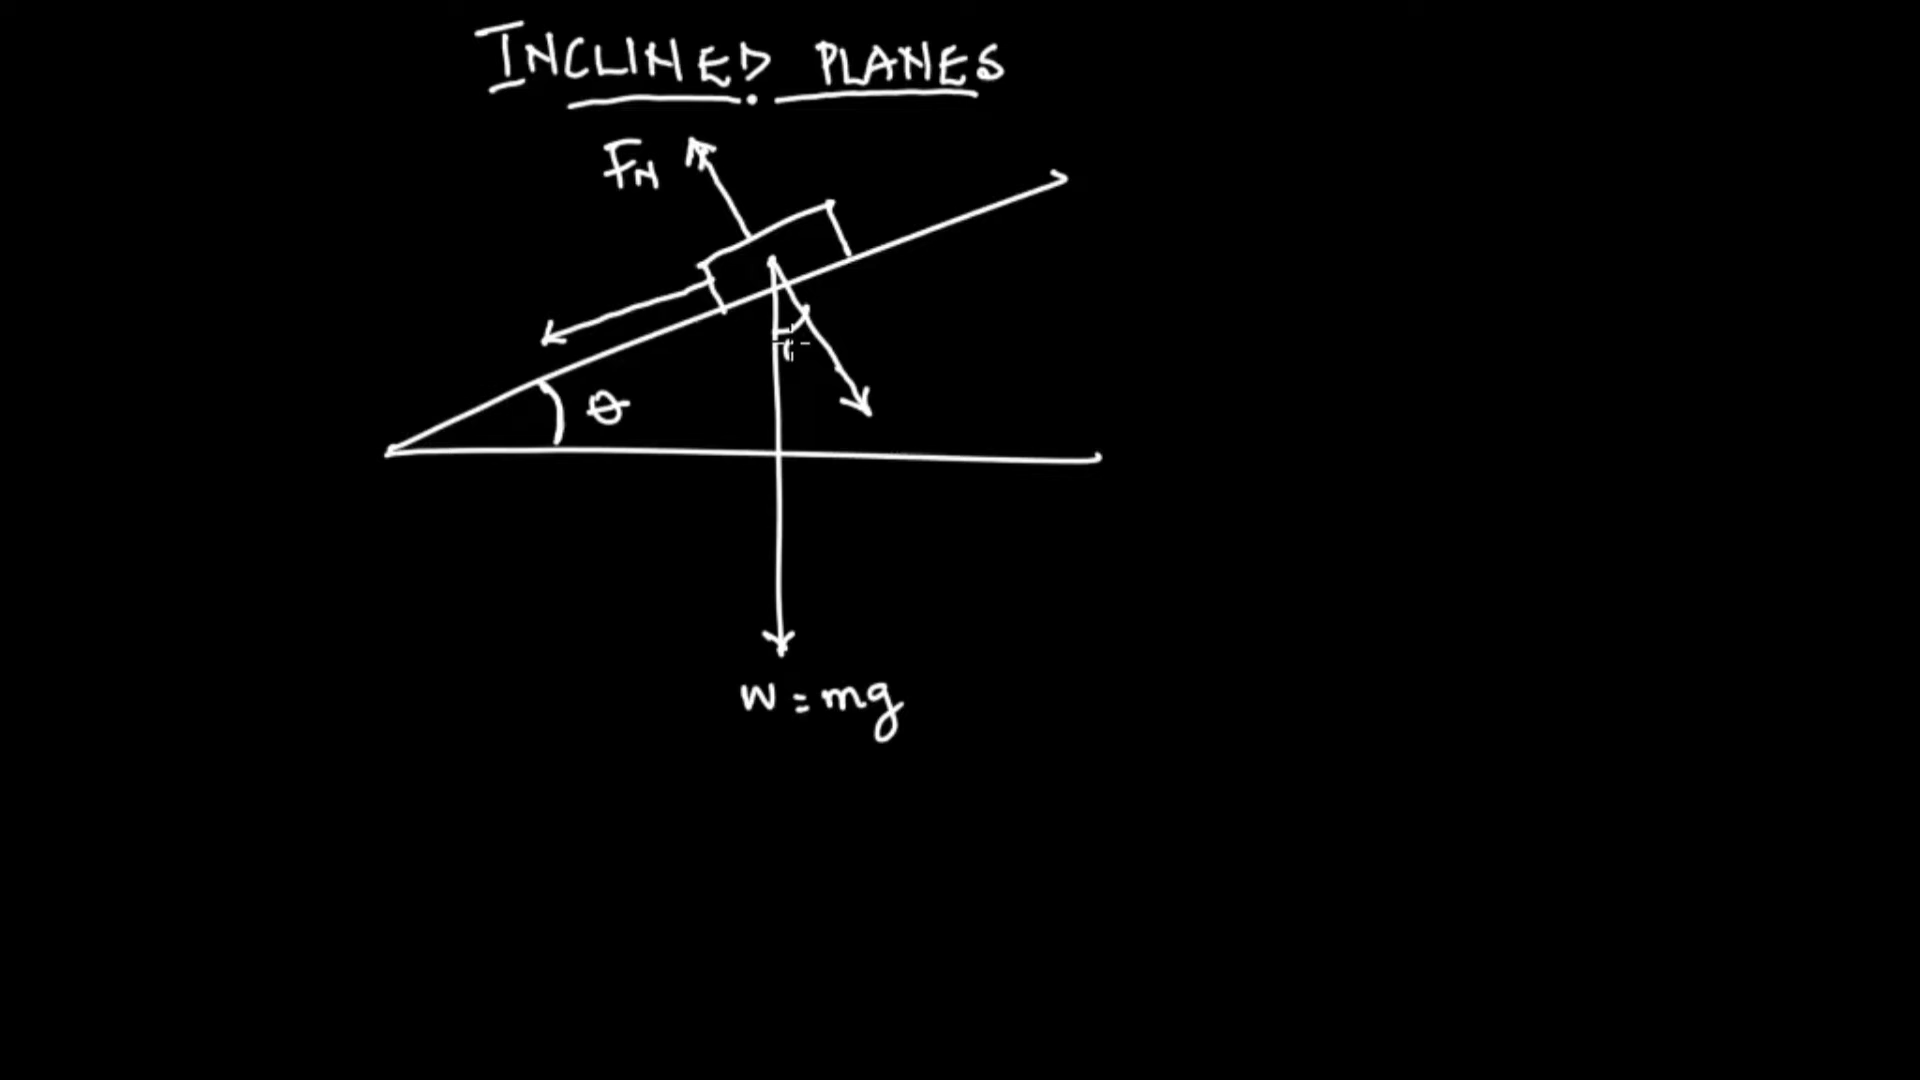 INCLINED PLANES
FN
θ
W = mg